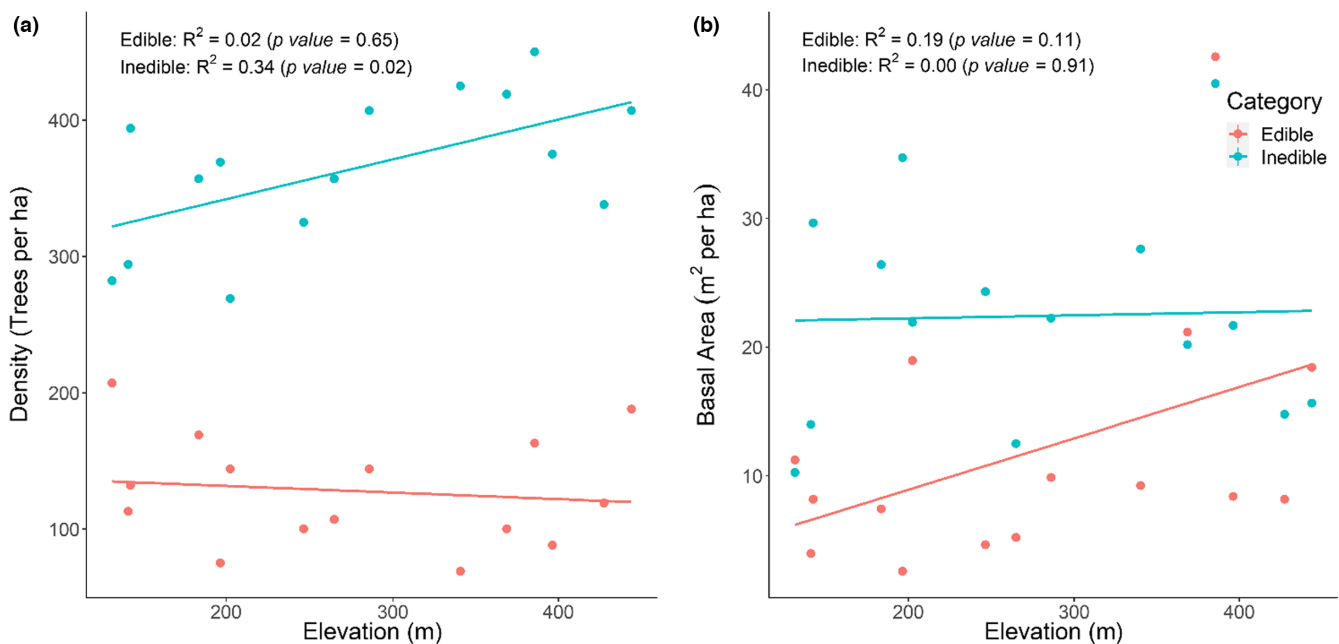 (a)
Edible: R² = 0.02 (p value = 0.65)
Inedible: R² = 0.34 (p value = 0.02)
Density (Trees per ha)
400
300
200
100
200
300
400
Elevation (m)
(b)
Edible: R² = 0.19 (p value = 0.11)
Inedible: R² = 0.00 (p value = 0.91)
Category
Edible
Inedible
Basal Area (m² per ha)
40
30
20
10
200
300
400
Elevation (m)